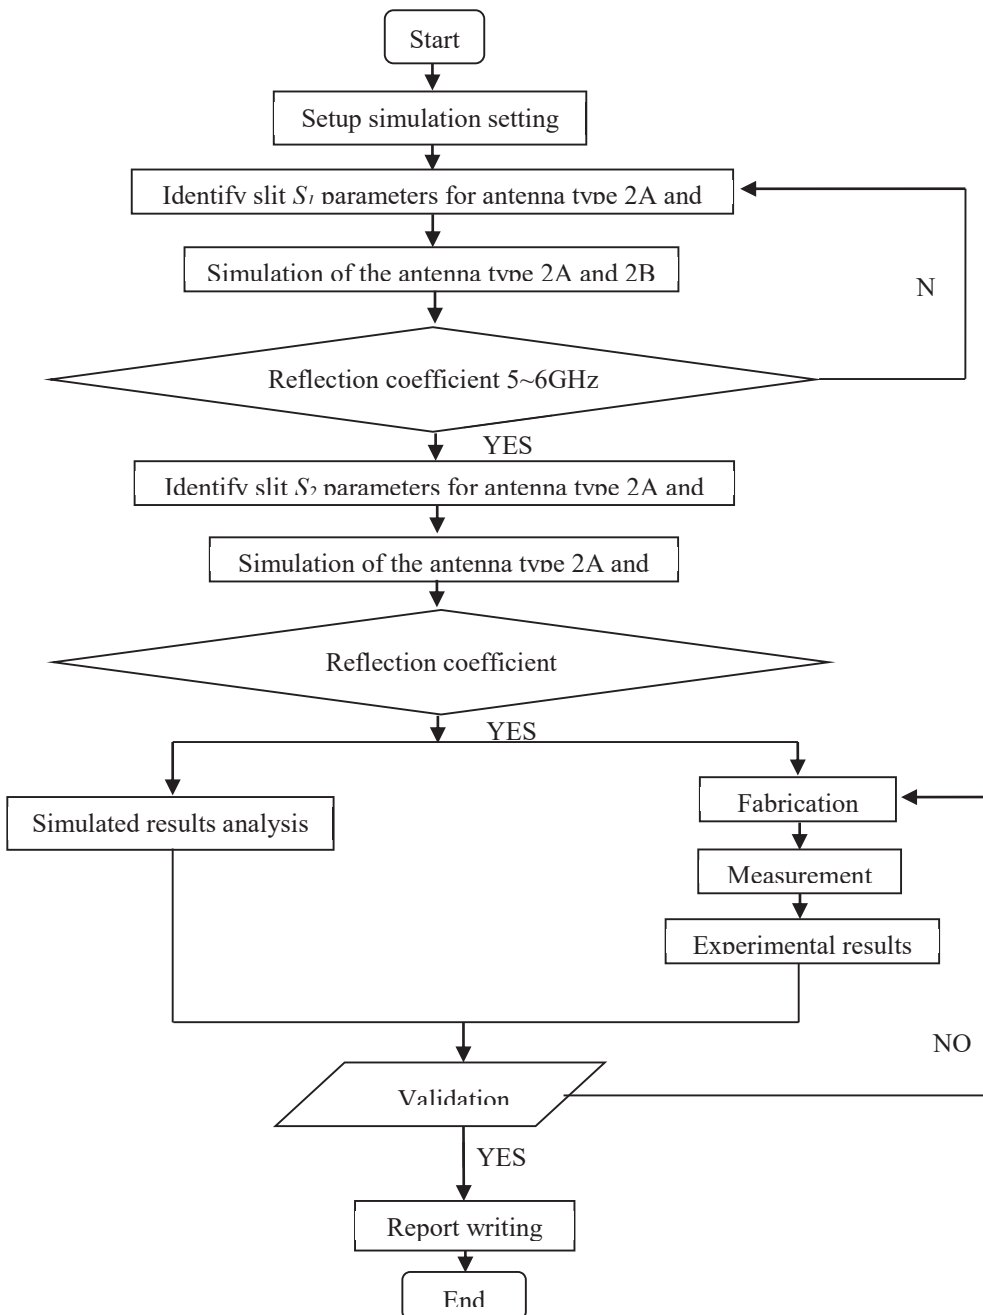 Start
Setup simulation setting
Identify slit S1 parameters for antenna type 2A and
Simulation of the antenna type 2A and 2B
N
Reflection coefficient 5~6GHz
YES
Identify slit S2 parameters for antenna type 2A and
Simulation of the antenna type 2A and
Reflection coefficient
YES
Simulated results analysis
Fabrication
Measurement
Experimental results
NO
Validation
YES
Report writing
End